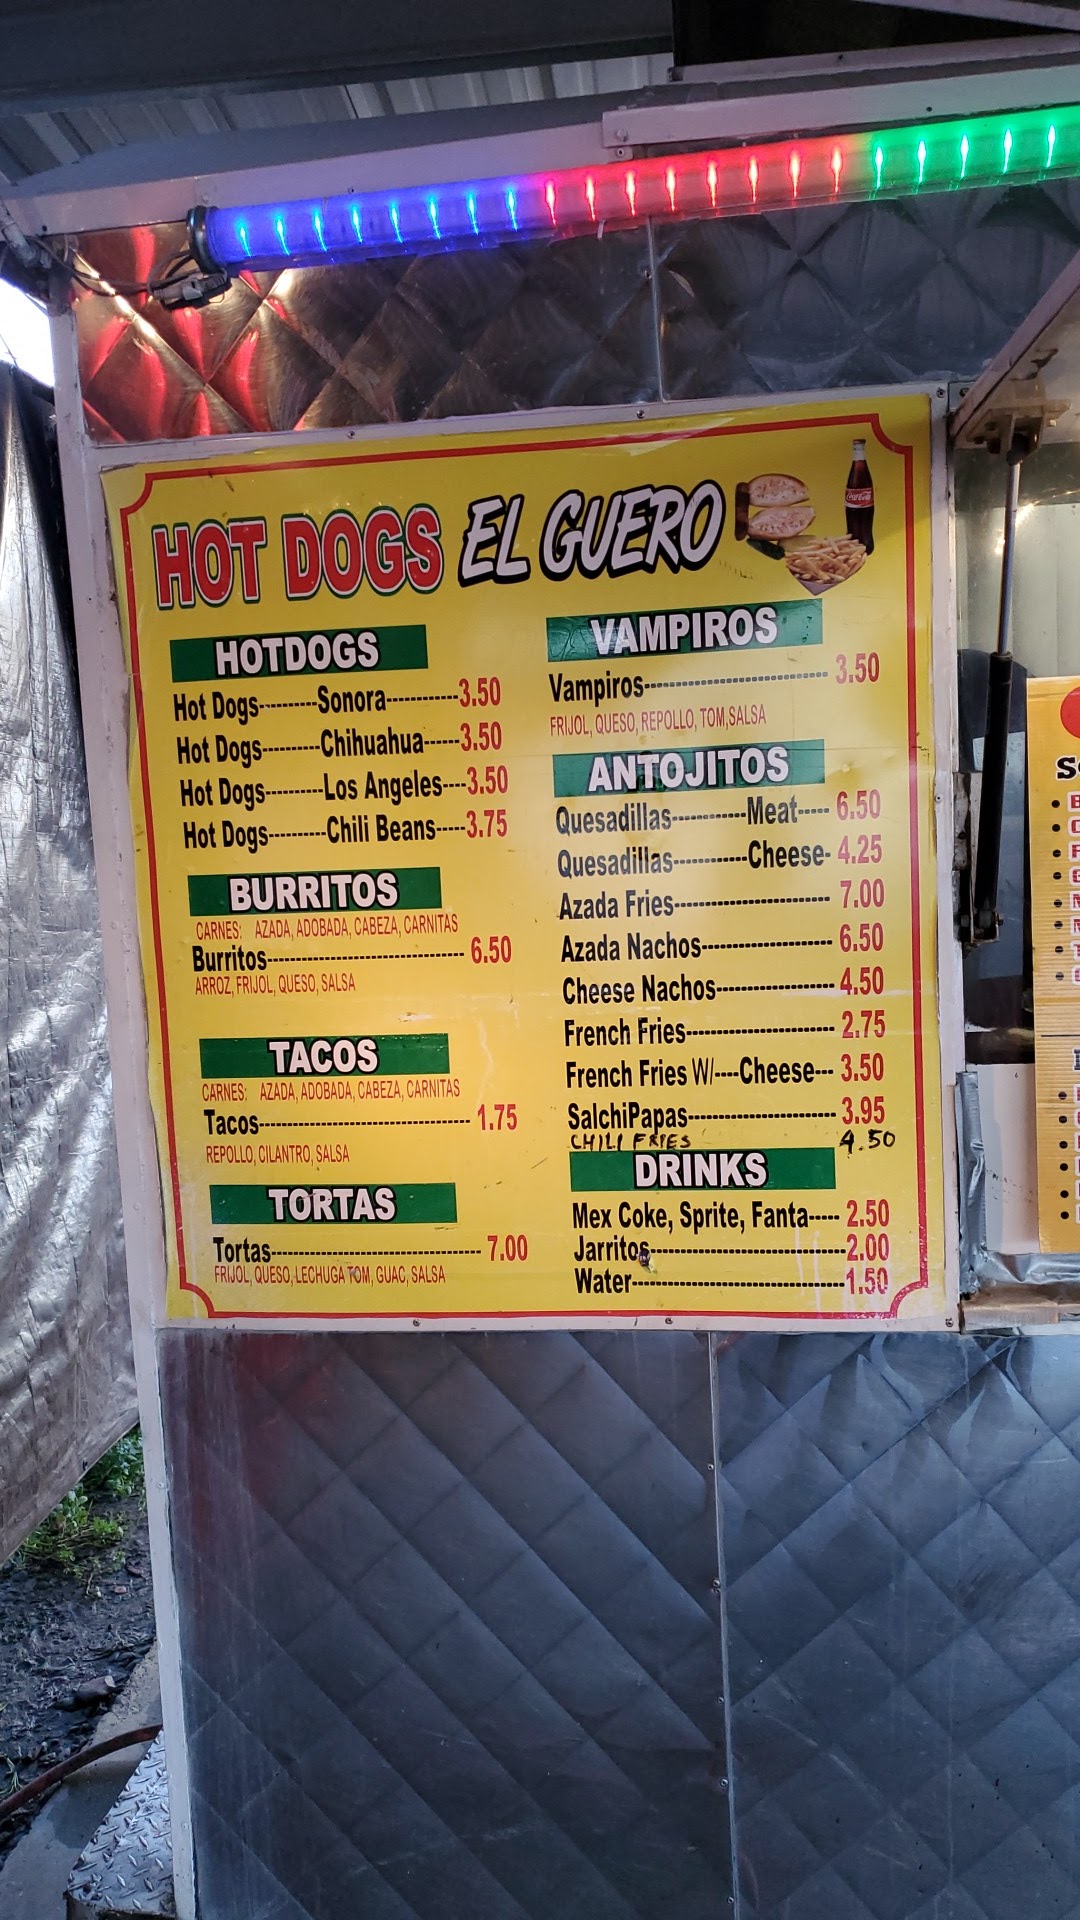 HOT DOGS EL GUERO
Coca-Cola
HOTDOGS
Hot Dogs---------Sonora-----------3.50
Hot Dogs---------Chihuahua-----3.50
Hot Dogs---------Los Angeles----3.50
Hot Dogs---------Chili Beans----3.75
BURRITOS
CARNES: AZADA, ADOBADA, CABEZA, CARNITAS
Burritos-------------------------------- 6.50
ARROZ, FRIJOL, QUESO, SALSA
TACOS
CARNES: AZADA, ADOBADA, CABEZA, CARNITAS
Tacos---------------------------------- 1.75
REPOLLO, CILANTRO, SALSA
TORTAS
Tortas---------------------------------- 7.00
FRIJOL, QUESO, LECHUGA TOM, GUAC, SALSA
VAMPIROS
Vampiros------------------------------ 3.50
FRIJOL, QUESO, REPOLLO, TOM,SALSA
ANTOJITOS
Quesadillas------------Meat----- 6.50
Quesadillas------------Cheese- 4.25
Azada Fries------------------------- 7.00
Azada Nachos--------------------- 6.50
Cheese Nachos------------------- 4.50
French Fries------------------------ 2.75
French Fries W/----Cheese--- 3.50
SalchiPapas------------------------ 3.95
CHILI FRIES 4.50
DRINKS
Mex Coke, Sprite, Fanta----- 2.50
Jarritos--------------------------------2.00
Water-----------------------------------1.50